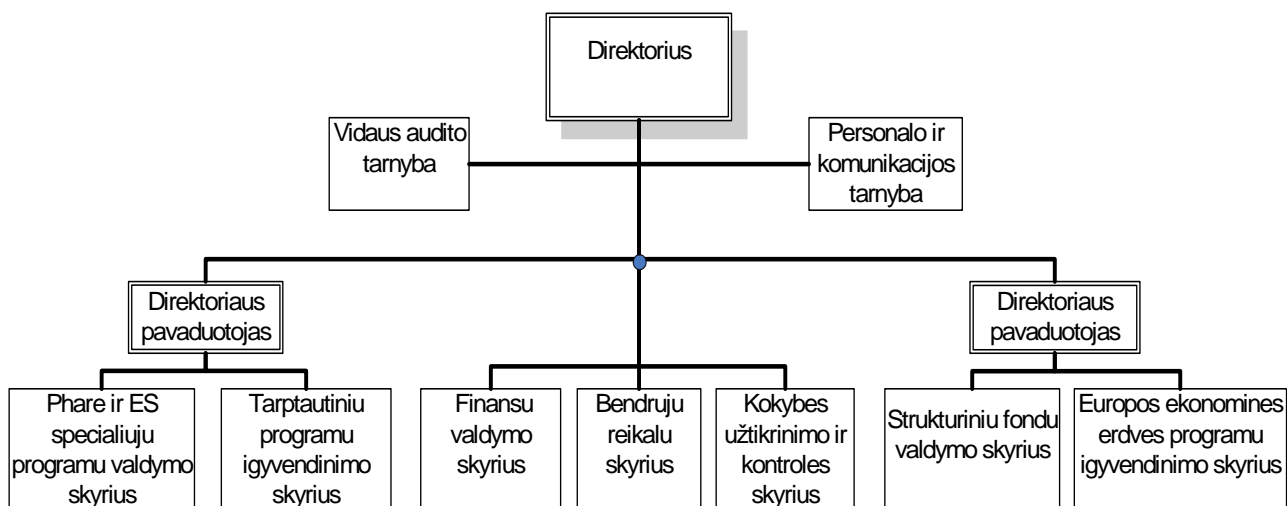 Direktorius
Vidaus audito
tarnyba
Personalo ir
komunikacijos
tarnyba
Direktoriaus
pavaduotojas
Direktoriaus
pavaduotojas
Phare ir ES
specialiuju
programu valdymo
skyrius
Tarptautiniu
programu
igyvendinimo
skyrius
Finansu
valdymo
skyrius
Bendruju
reikalu
skyrius
Kokybes
užtikrinimo ir
kontroles
skyrius
Strukturiniu fondu
valdymo skyrius
Europos ekonomines
erdves programu
igyvendinimo skyrius